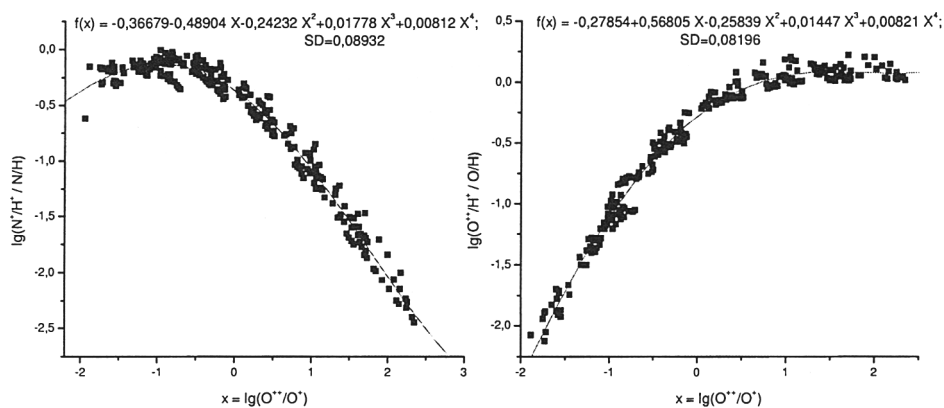 f(x) = -0,36679-0,48904 X-0,24232 X²+0,01778 X³+0,00812 X⁴;
SD=0,08932
0,0
-0,5
-1,0
-1,5
-2,0
-2,5
lg(N⁺/H⁺ / N/H)
-2
-1
0
1
2
3
x = lg(O⁺⁺/O⁺)
f(x) = -0,27854+0,56805 X-0,25839 X²+0,01447 X³+0,00821 X⁴;
SD=0,08196
0,5
0,0
-0,5
-1,0
-1,5
-2,0
lg(O⁺⁺/H⁺ / O/H)
-2
-1
0
1
2
x = lg(O⁺⁺/O⁺)